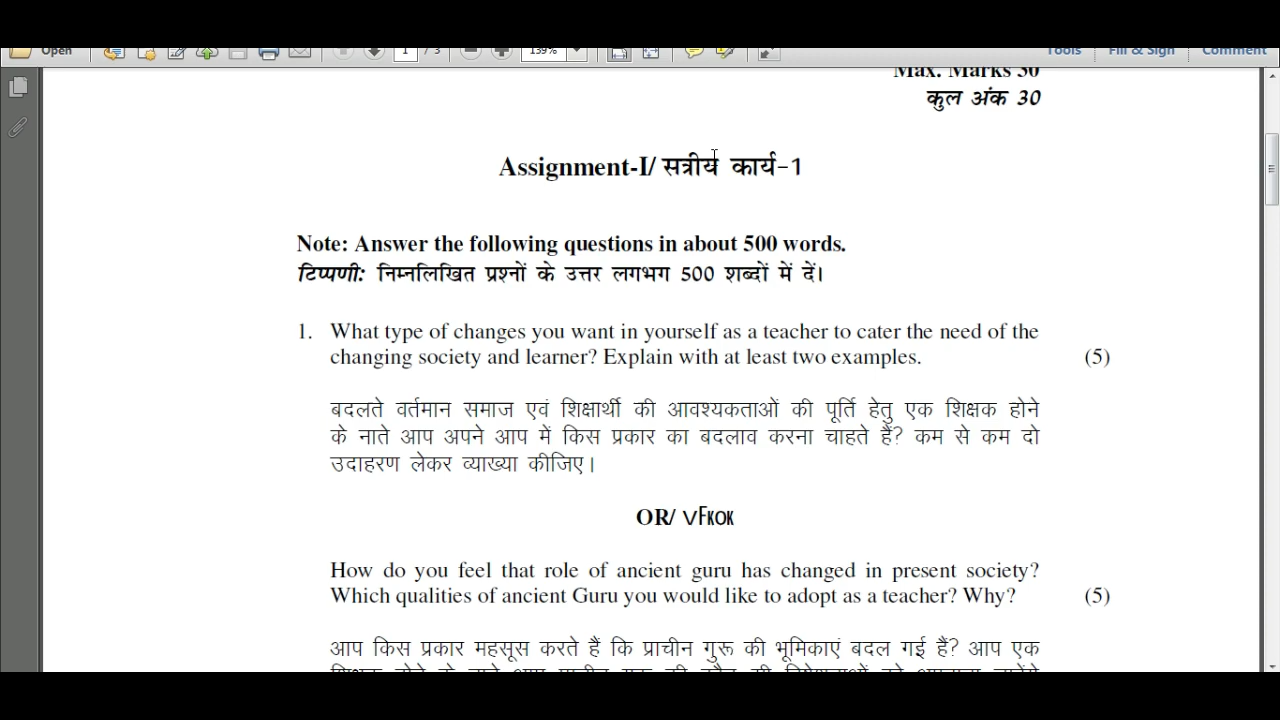 Open
1 / 3
139%
Tools
Fill & Sign
Comment
Max. Marks 30
कुल अंक 30
Assignment-I/ सत्रीय कार्य-1
Note: Answer the following questions in about 500 words.
टिप्पणी: निम्नलिखित प्रश्नों के उत्तर लगभग 500 शब्दों में दें।
1. What type of changes you want in yourself as a teacher to cater the need of the
changing society and learner? Explain with at least two examples. (5)
बदलते वर्तमान समाज एवं शिक्षार्थी की आवश्यकताओं की पूर्ति हेतु एक शिक्षक होने
के नाते आप अपने आप में किस प्रकार का बदलाव करना चाहते हैं? कम से कम दो
उदाहरण लेकर व्याख्या कीजिए।
OR/ vFkok
How do you feel that role of ancient guru has changed in present society?
Which qualities of ancient Guru you would like to adopt as a teacher? Why? (5)
आप किस प्रकार महसूस करते हैं कि प्राचीन गुरू की भूमिकाएं बदल गई हैं? आप एक